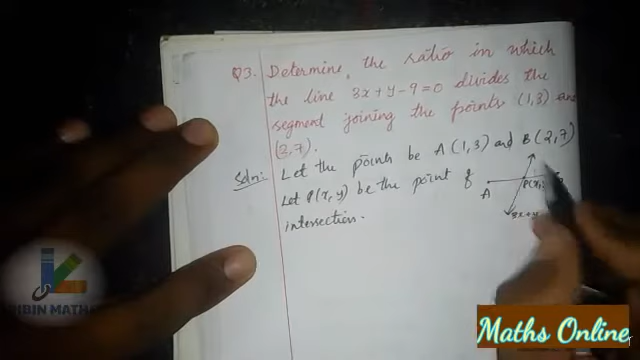 Q3. Determine, the ratio in which
the line 3x+y-9=0 divides the
segment joining the points (1,3) and
(2,7).
Soln: Let the points be A(1,3) and B(2,7)
Let P(x,y) be the point of
intersection.
A
P(x,
3x+y
HBIN MATHS
Maths Online